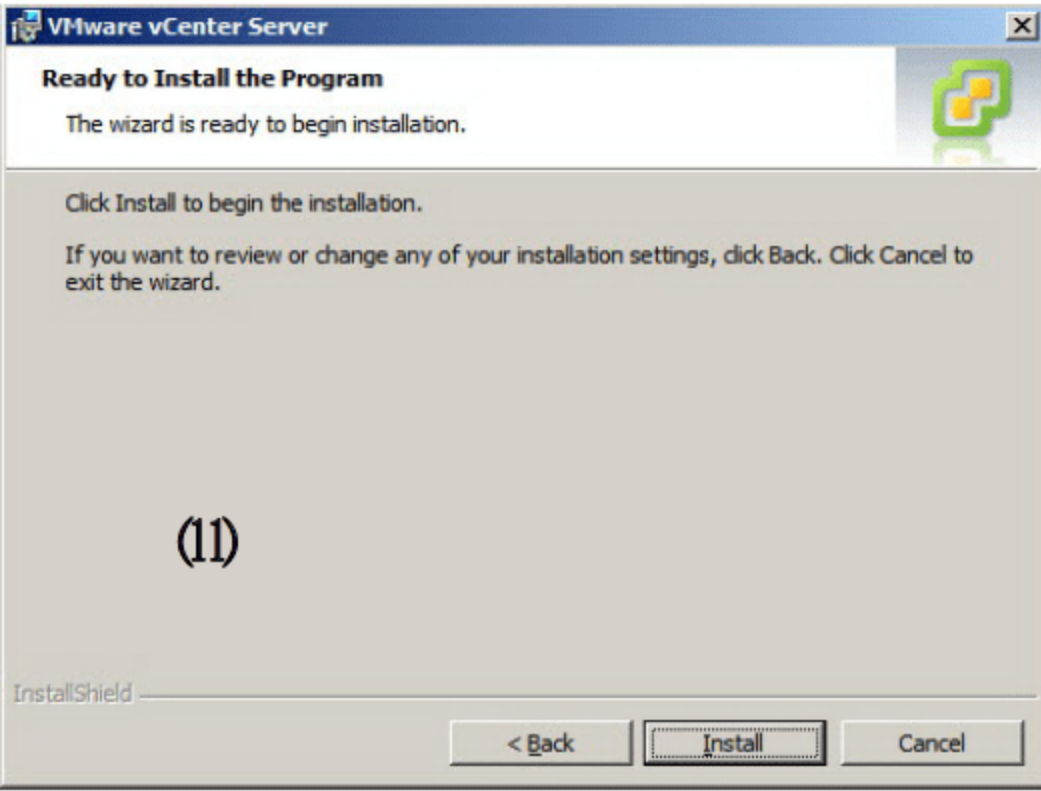 VMware vCenter Server
Ready to Install the Program
The wizard is ready to begin installation.
Click Install to begin the installation.
If you want to review or change any of your installation settings, click Back. Click Cancel to
exit the wizard.
(11)
InstallShield
< Back Install Cancel